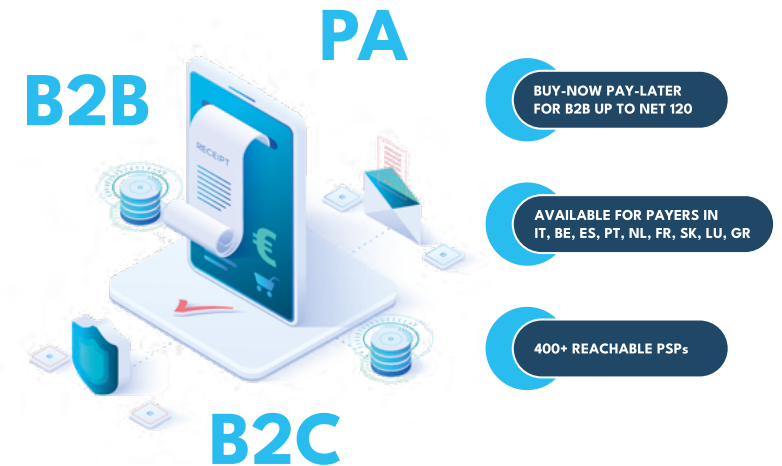 PA
B2B
RECEIPT
€
B2C
BUY-NOW PAY-LATER
FOR B2B UP TO NET 120
AVAILABLE FOR PAYERS IN
IT, BE, ES, PT, NL, FR, SK, LU, GR
400+ REACHABLE PSPs